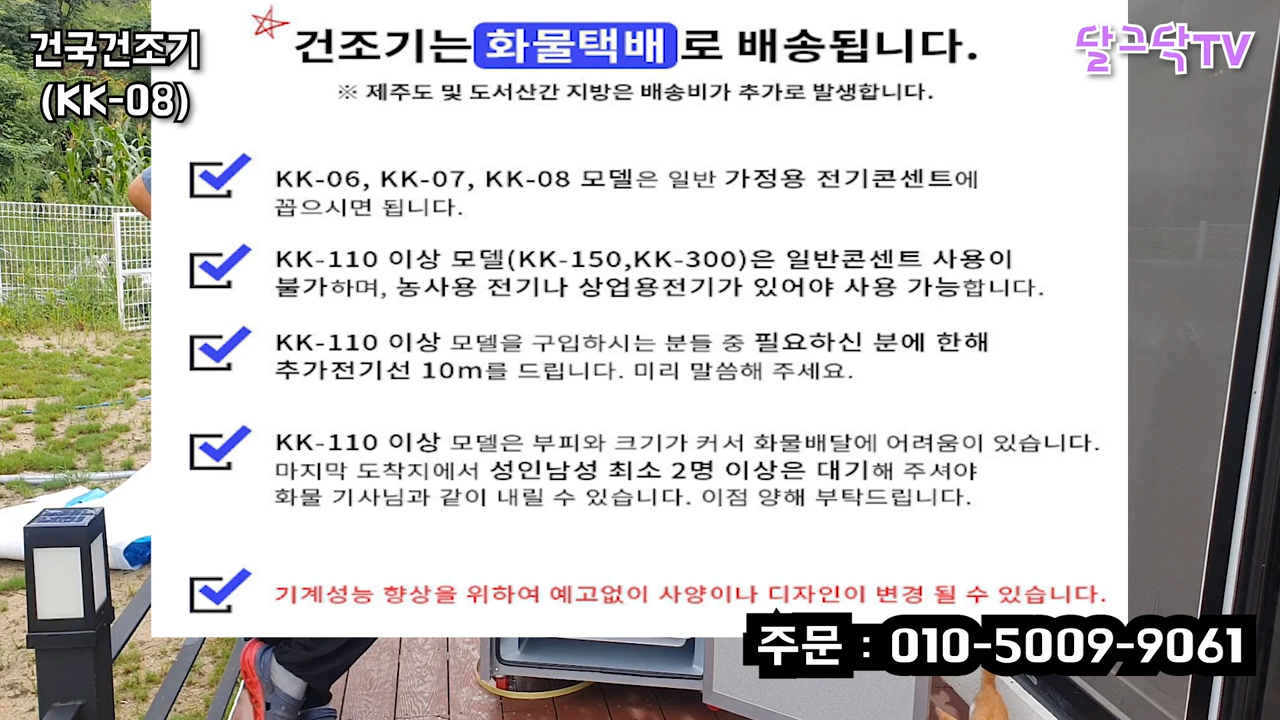 건국건조기
(KK-08)
달그닥TV
건조기는 화물택배로 배송됩니다.
※ 제주도 및 도서산간 지방은 배송비가 추가로 발생합니다.
KK-06, KK-07, KK-08 모델은 일반 가정용 전기콘센트에
꼽으시면 됩니다.
KK-110 이상 모델(KK-150,KK-300)은 일반콘센트 사용이
불가하며, 농사용 전기나 상업용전기가 있어야 사용 가능합니다.
KK-110 이상 모델을 구입하시는 분들 중 필요하신 분에 한해
추가전기선 10m를 드립니다. 미리 말씀해 주세요.
KK-110 이상 모델은 부피와 크기가 커서 화물배달에 어려움이 있습니다.
마지막 도착지에서 성인남성 최소 2명 이상은 대기해 주셔야
화물 기사님과 같이 내릴 수 있습니다. 이점 양해 부탁드립니다.
기계성능 향상을 위하여 예고없이 사양이나 디자인이 변경 될 수 있습니다.
주문 : 010-5009-9061